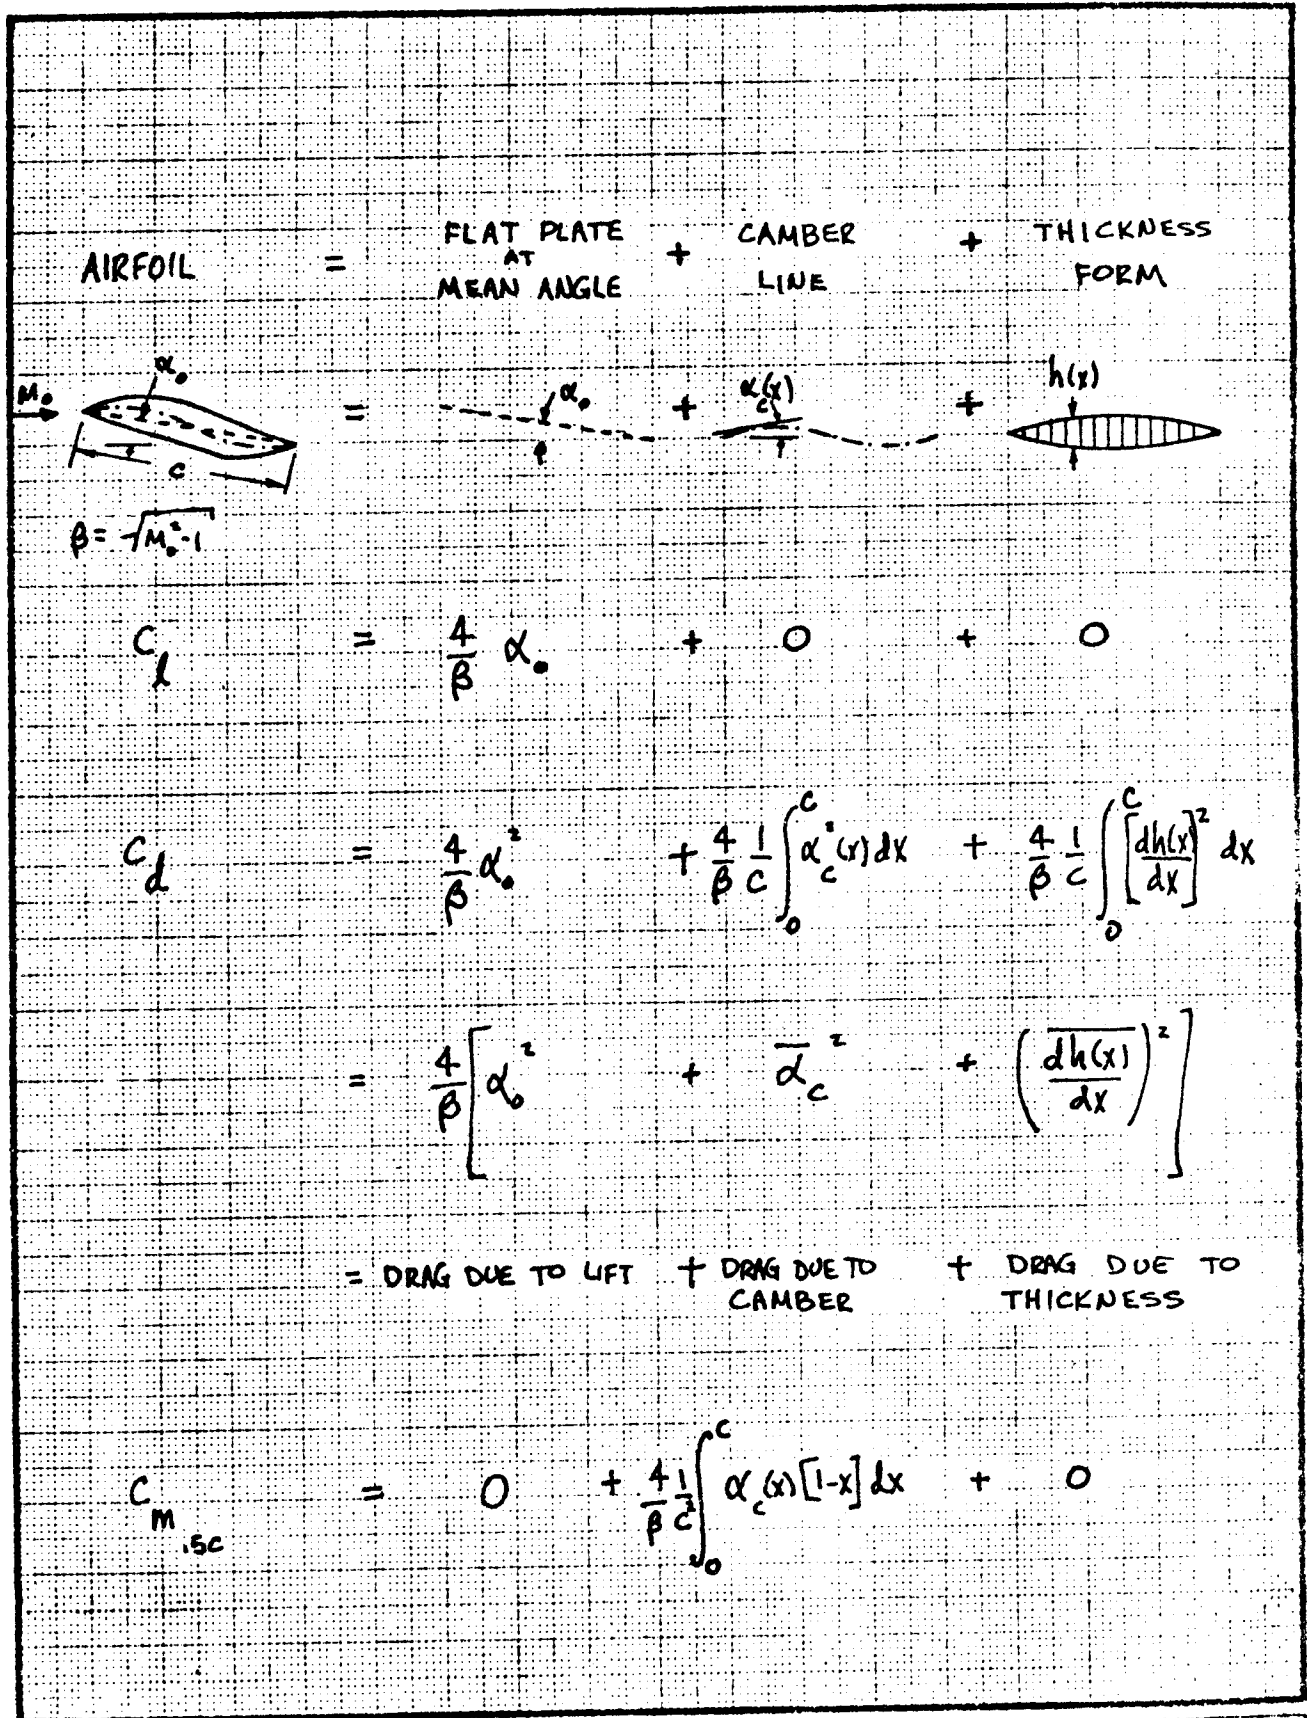 AIRFOIL = FLAT PLATE AT MEAN ANGLE + CAMBER LINE + THICKNESS FORM
M₀ α₀ c = α₀ + α_c(x) + h(x)
β = √(M₀² - 1)
C_l = 4/β α₀ + 0 + 0
C_d = 4/β α₀² + 4/β 1/C ∫₀^C α_c²(x) dx + 4/β 1/C ∫₀^C [dh(x)/dx]² dx
= 4/β [ α₀² + ᾱ_c² + ( \overline{dh(x)/dx} )² ]
= DRAG DUE TO LIFT + DRAG DUE TO CAMBER + DRAG DUE TO THICKNESS
C_m.5C = 0 + 4/β 1/C² ∫₀^C α_c(x) [1-x] dx + 0